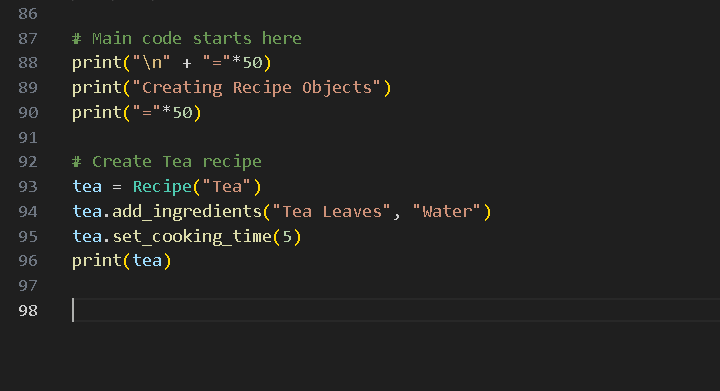 86
87 # Main code starts here
88 print("\n" + "="*50)
89 print("Creating Recipe Objects")
90 print("="*50)
91
92 # Create Tea recipe
93 tea = Recipe("Tea")
94 tea.add_ingredients("Tea Leaves", "Water")
95 tea.set_cooking_time(5)
96 print(tea)
97
98